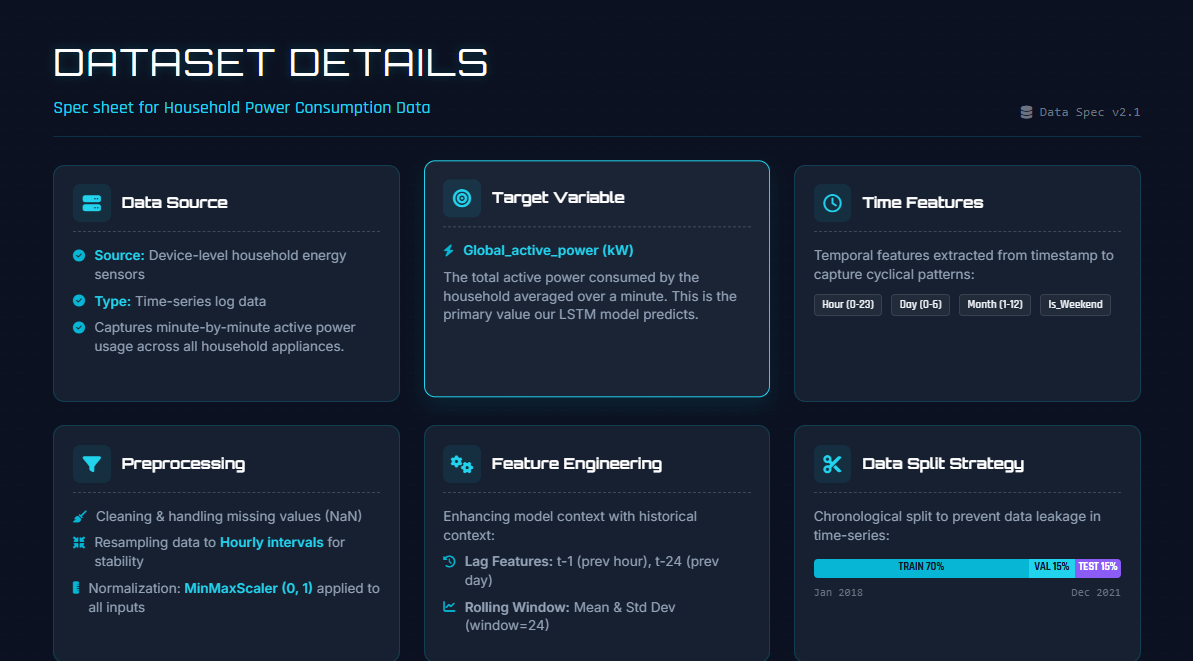 DATASET DETAILS
Spec sheet for Household Power Consumption Data
Data Spec v2.1
Data Source
Source: Device-level household energy
sensors
Type: Time-series log data
Captures minute-by-minute active power
usage across all household appliances.
Target Variable
Global_active_power (kW)
The total active power consumed by the
household averaged over a minute. This is the
primary value our LSTM model predicts.
Time Features
Temporal features extracted from timestamp to
capture cyclical patterns:
Hour (0-23) Day (0-6) Month (1-12) Is_Weekend
Preprocessing
Cleaning & handling missing values (NaN)
Resampling data to Hourly intervals for
stability
Normalization: MinMaxScaler (0, 1) applied to
all inputs
Feature Engineering
Enhancing model context with historical
context:
Lag Features: t-1 (prev hour), t-24 (prev
day)
Rolling Window: Mean & Std Dev
(window=24)
Data Split Strategy
Chronological split to prevent data leakage in
time-series:
TRAIN 70% VAL 15% TEST 15%
Jan 2018 Dec 2021